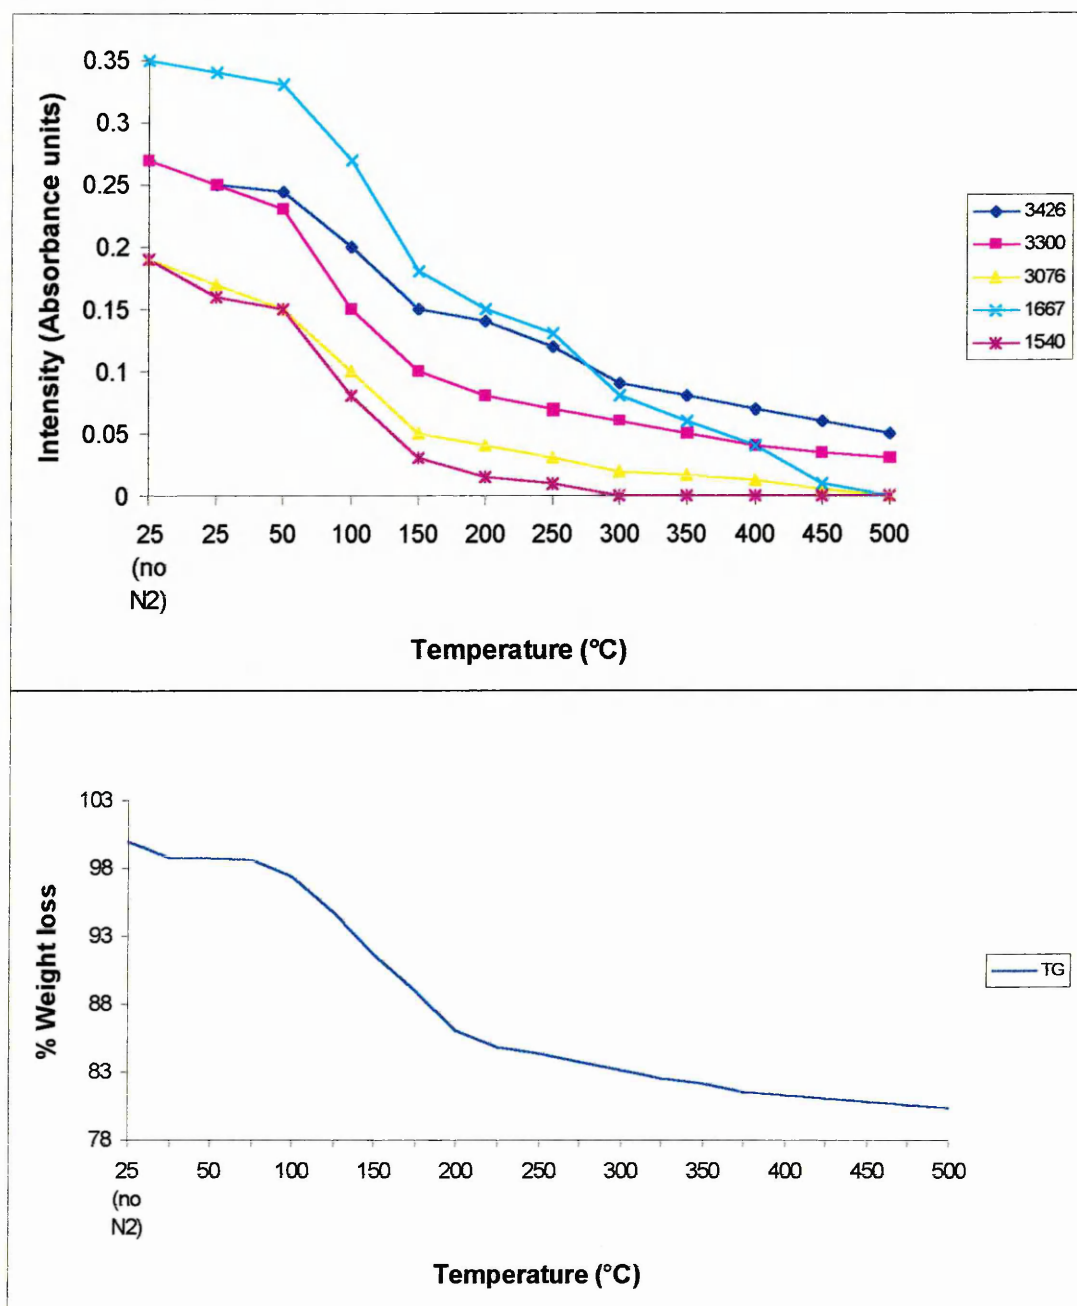 Intensity (Absorbance units)
0.35
0.3
0.25
0.2
0.15
0.1
0.05
0
25 25 50 100 150 200 250 300 350 400 450 500
(no
N2)
Temperature (°C)
3426
3300
3076
1667
1540
% Weight loss
103
98
93
88
83
78
25 50 100 150 200 250 300 350 400 450 500
(no
N2)
Temperature (°C)
TG